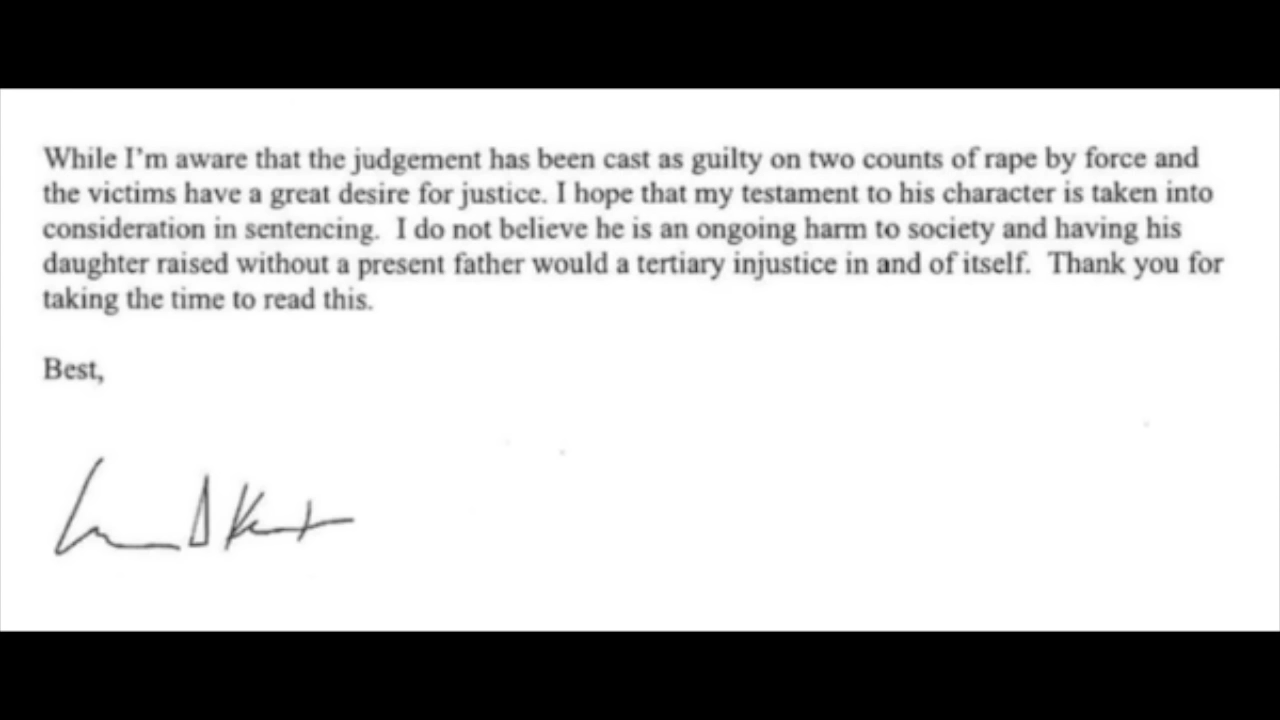 While I'm aware that the judgement has been cast as guilty on two counts of rape by force and
the victims have a great desire for justice. I hope that my testament to his character is taken into
consideration in sentencing.  I do not believe he is an ongoing harm to society and having his
daughter raised without a present father would a tertiary injustice in and of itself.  Thank you for
taking the time to read this.
Best,